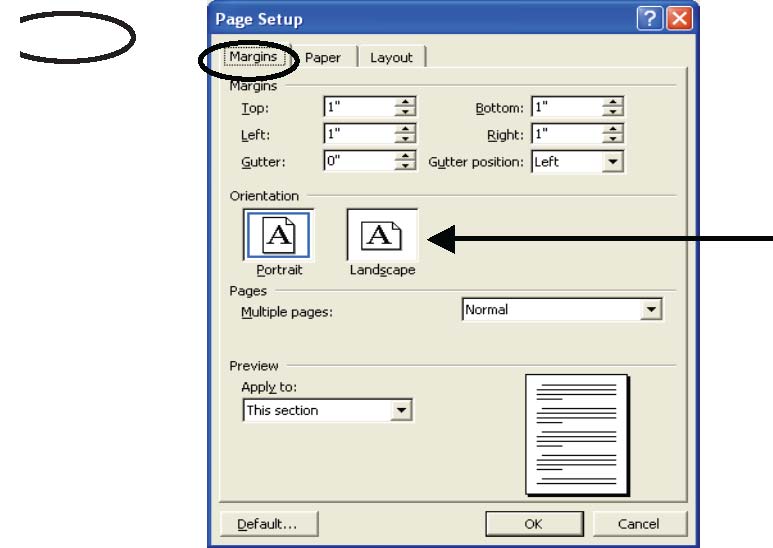 Page Setup
Margins Paper Layout
Margins
Top: 1" Bottom: 1"
Left: 1" Right: 1"
Gutter: 0" Gutter position: Left
Orientation
A A
Portrait Landscape
Pages
Multiple pages: Normal
Preview
Apply to:
This section
Default... OK Cancel